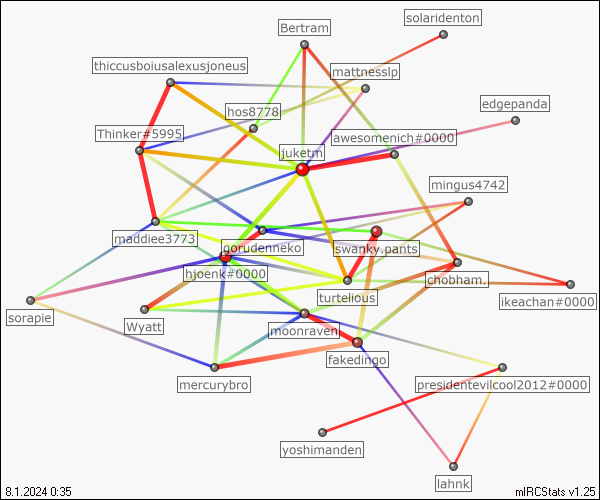 solaridenton
Bertram
thiccusboiusalexusjoneus
mattnesslp
edgepanda
hos8778
Thinker#5995
awesomenich#0000
juketm
mingus4742
maddiee3773
gorudenneko
swanky.pants
hjoenk#0000
chobham.
turtelious
ikeachan#0000
sorapie
Wyatt
moonraven
fakedingo
mercurybro
presidentevilcool2012#0000
yoshimanden
lahnk
8.1.2024 0:35
mIRCStats v1.25